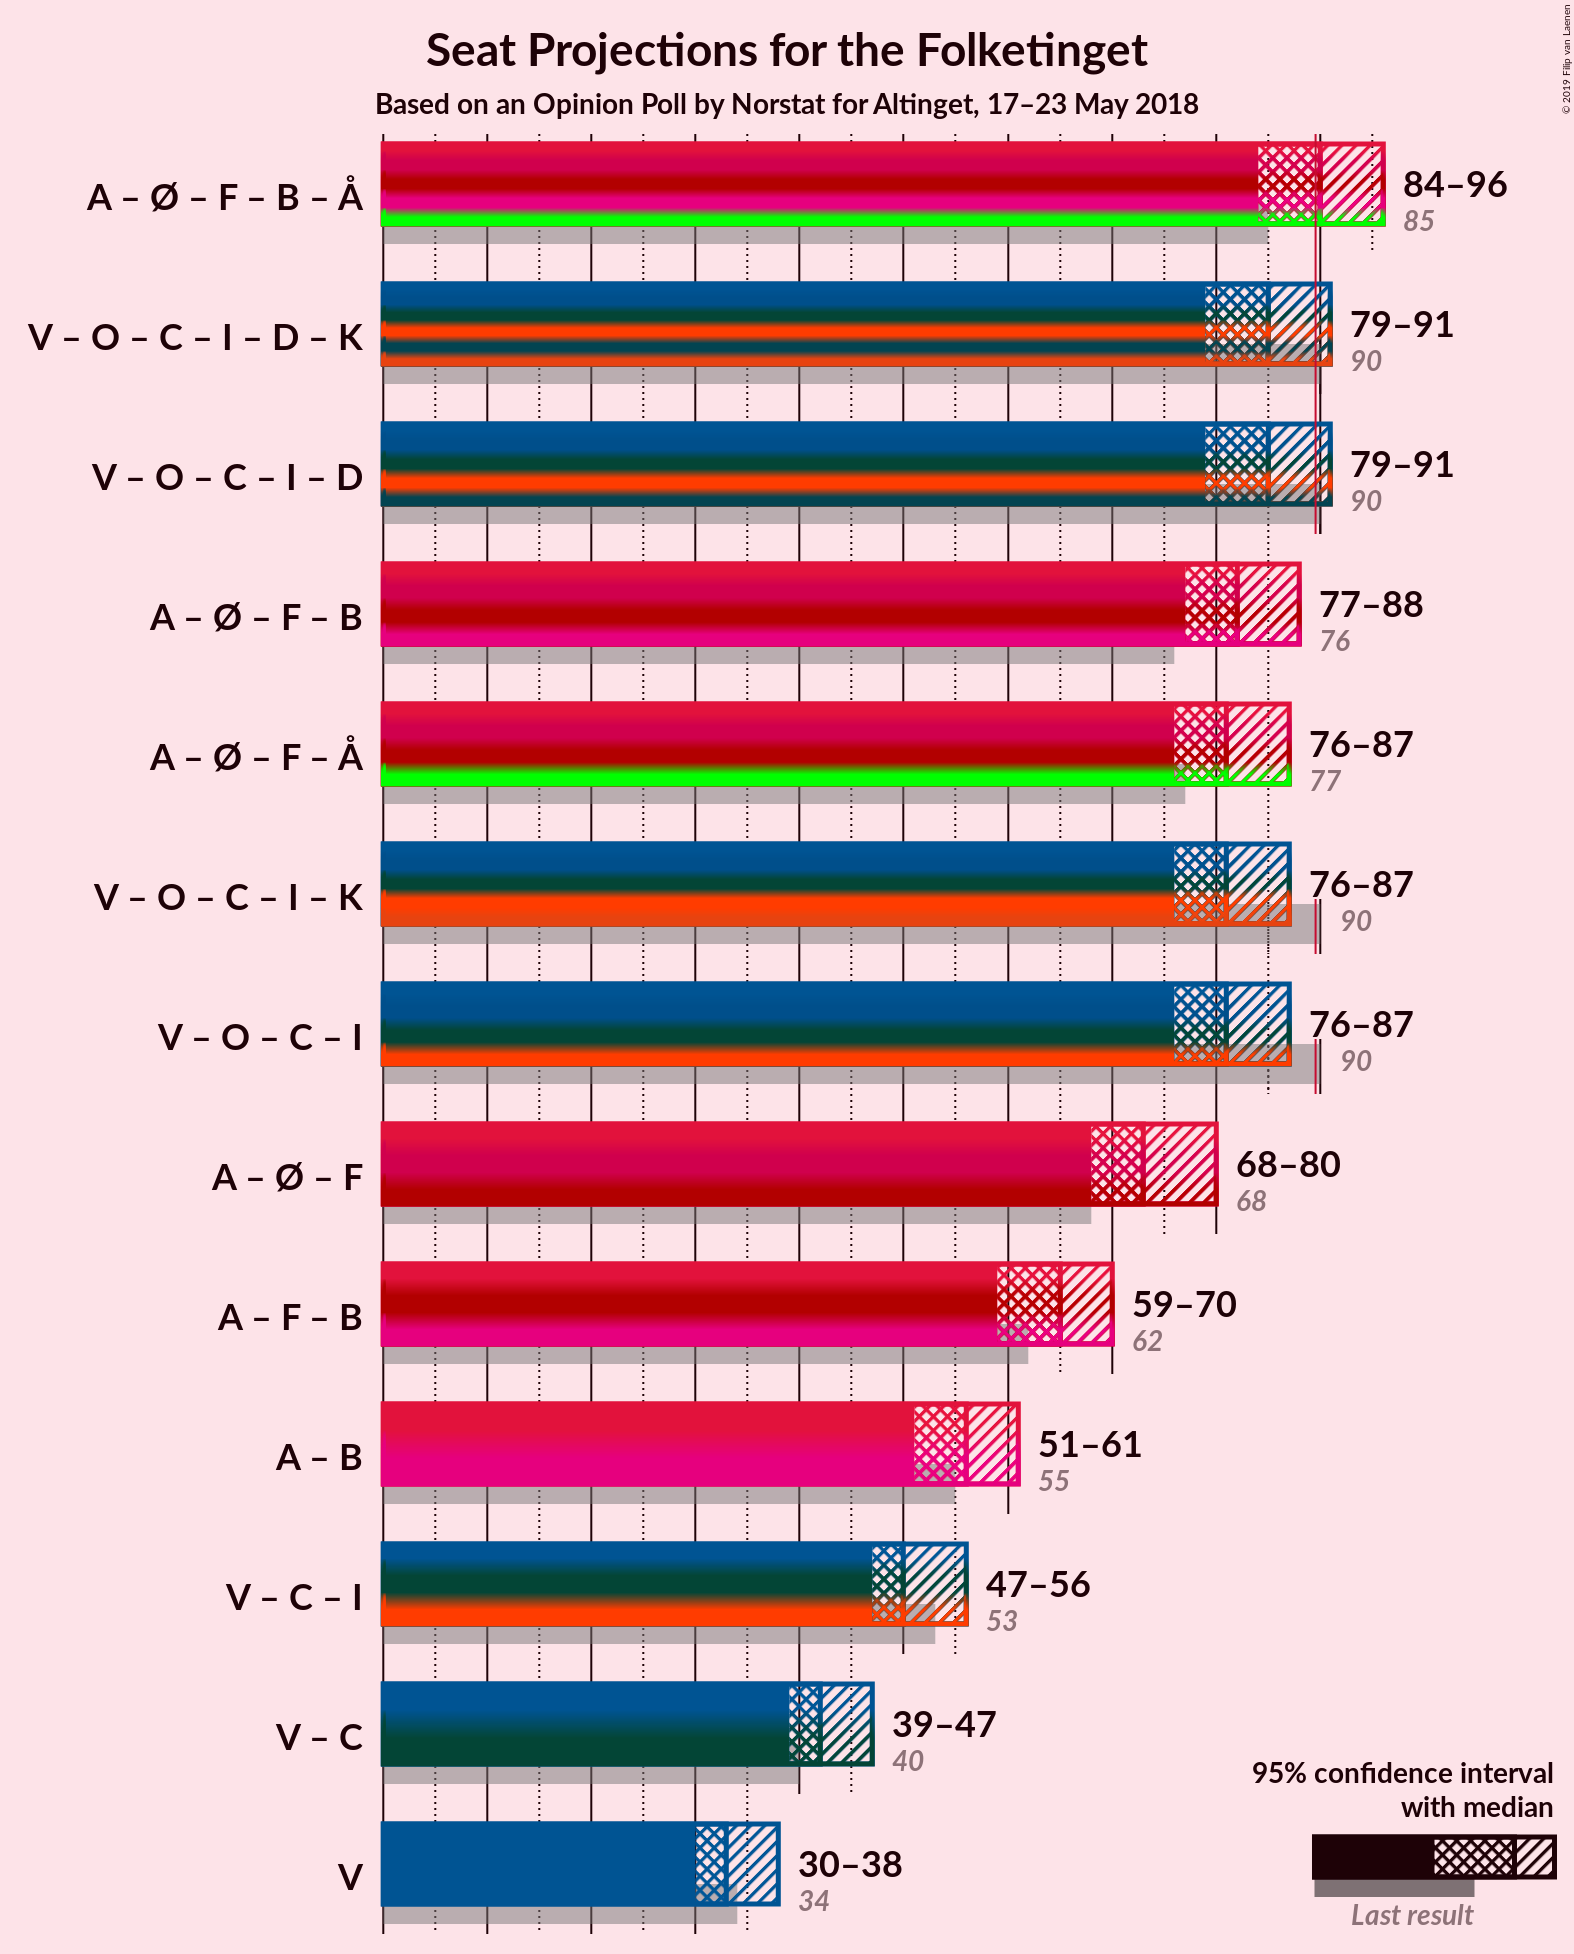 Seat Projections for the Folketinget
Based on an Opinion Poll by Norstat for Altinget, 17–23 May 2018
© 2019 Filip van Laenen
A – Ø – F – B – Å
84–96
85
V – O – C – I – D – K
79–91
90
V – O – C – I – D
79–91
90
A – Ø – F – B
77–88
76
A – Ø – F – Å
76–87
77
V – O – C – I – K
76–87
90
V – O – C – I
76–87
90
A – Ø – F
68–80
68
A – F – B
59–70
62
A – B
51–61
55
V – C – I
47–56
53
V – C
39–47
40
V
30–38
34
95% confidence interval
with median
Last result